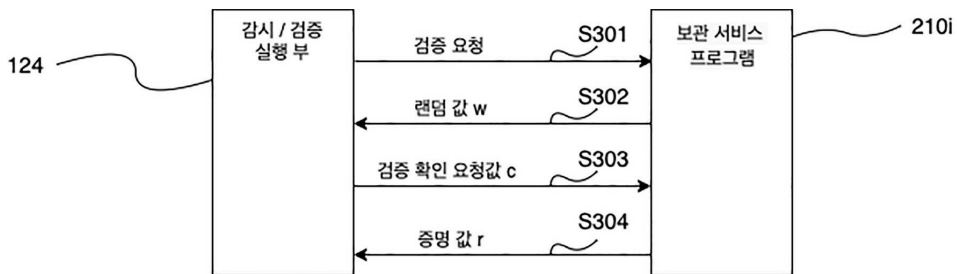 감시 / 검증
실행 부
124
보관 서비스
프로그램
210i
검증 요청
S301
랜덤 값 w
S302
검증 확인 요청값 c
S303
증명 값 r
S304